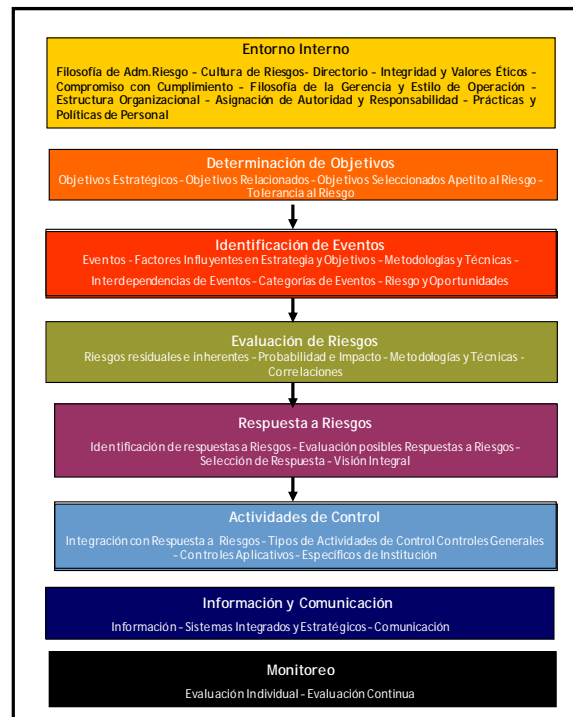 Entorno Interno
Filosofía de Adm.Riesgo - Cultura de Riesgos- Directorio - Integridad y Valores Éticos -
Compromiso con Cumplimiento - Filosofía de la Gerencia y Estilo de Operación -
Estructura Organizacional - Asignación de Autoridad y Responsabilidad - Prácticas y
Políticas de Personal
Determinación de Objetivos
Objetivos Estratégicos - Objetivos Relacionados - Objetivos Seleccionados Apetito al Riesgo -
Tolerancia al Riesgo
Identificación de Eventos
Eventos - Factores Influyentes en Estrategia y Objetivos - Metodologías y Técnicas -
Interdependencias de Eventos - Categorías de Eventos - Riesgo y Oportunidades
Evaluación de Riesgos
Riesgos residuales e inherentes - Probabilidad e Impacto - Metodologías y Técnicas -
Correlaciones
Respuesta a Riesgos
Identificación de respuestas a Riesgos - Evaluación posibles Respuestas a Riesgos -
Selección de Respuesta - Visión Integral
Actividades de Control
Integración con Respuesta a Riesgos - Tipos de Actividades de Control Controles Generales
- Controles Aplicativos - Específicos de Institución
Información y Comunicación
Información - Sistemas Integrados y Estratégicos - Comunicación
Monitoreo
Evaluación Individual - Evaluación Continua